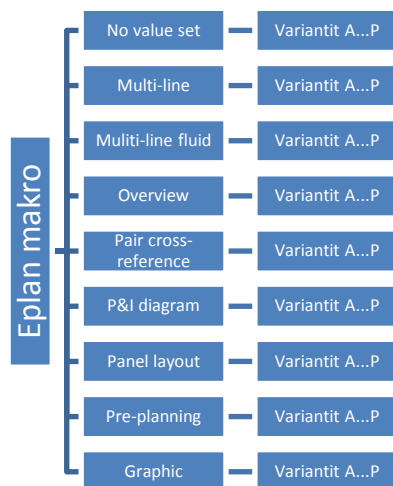 Eplan makro
No value set
Variantit A...P
Multi-line
Variantit A...P
Muliti-line fluid
Variantit A...P
Overview
Variantit A...P
Pair cross-
reference
Variantit A...P
P&I diagram
Variantit A...P
Panel layout
Variantit A...P
Pre-planning
Variantit A...P
Graphic
Variantit A...P